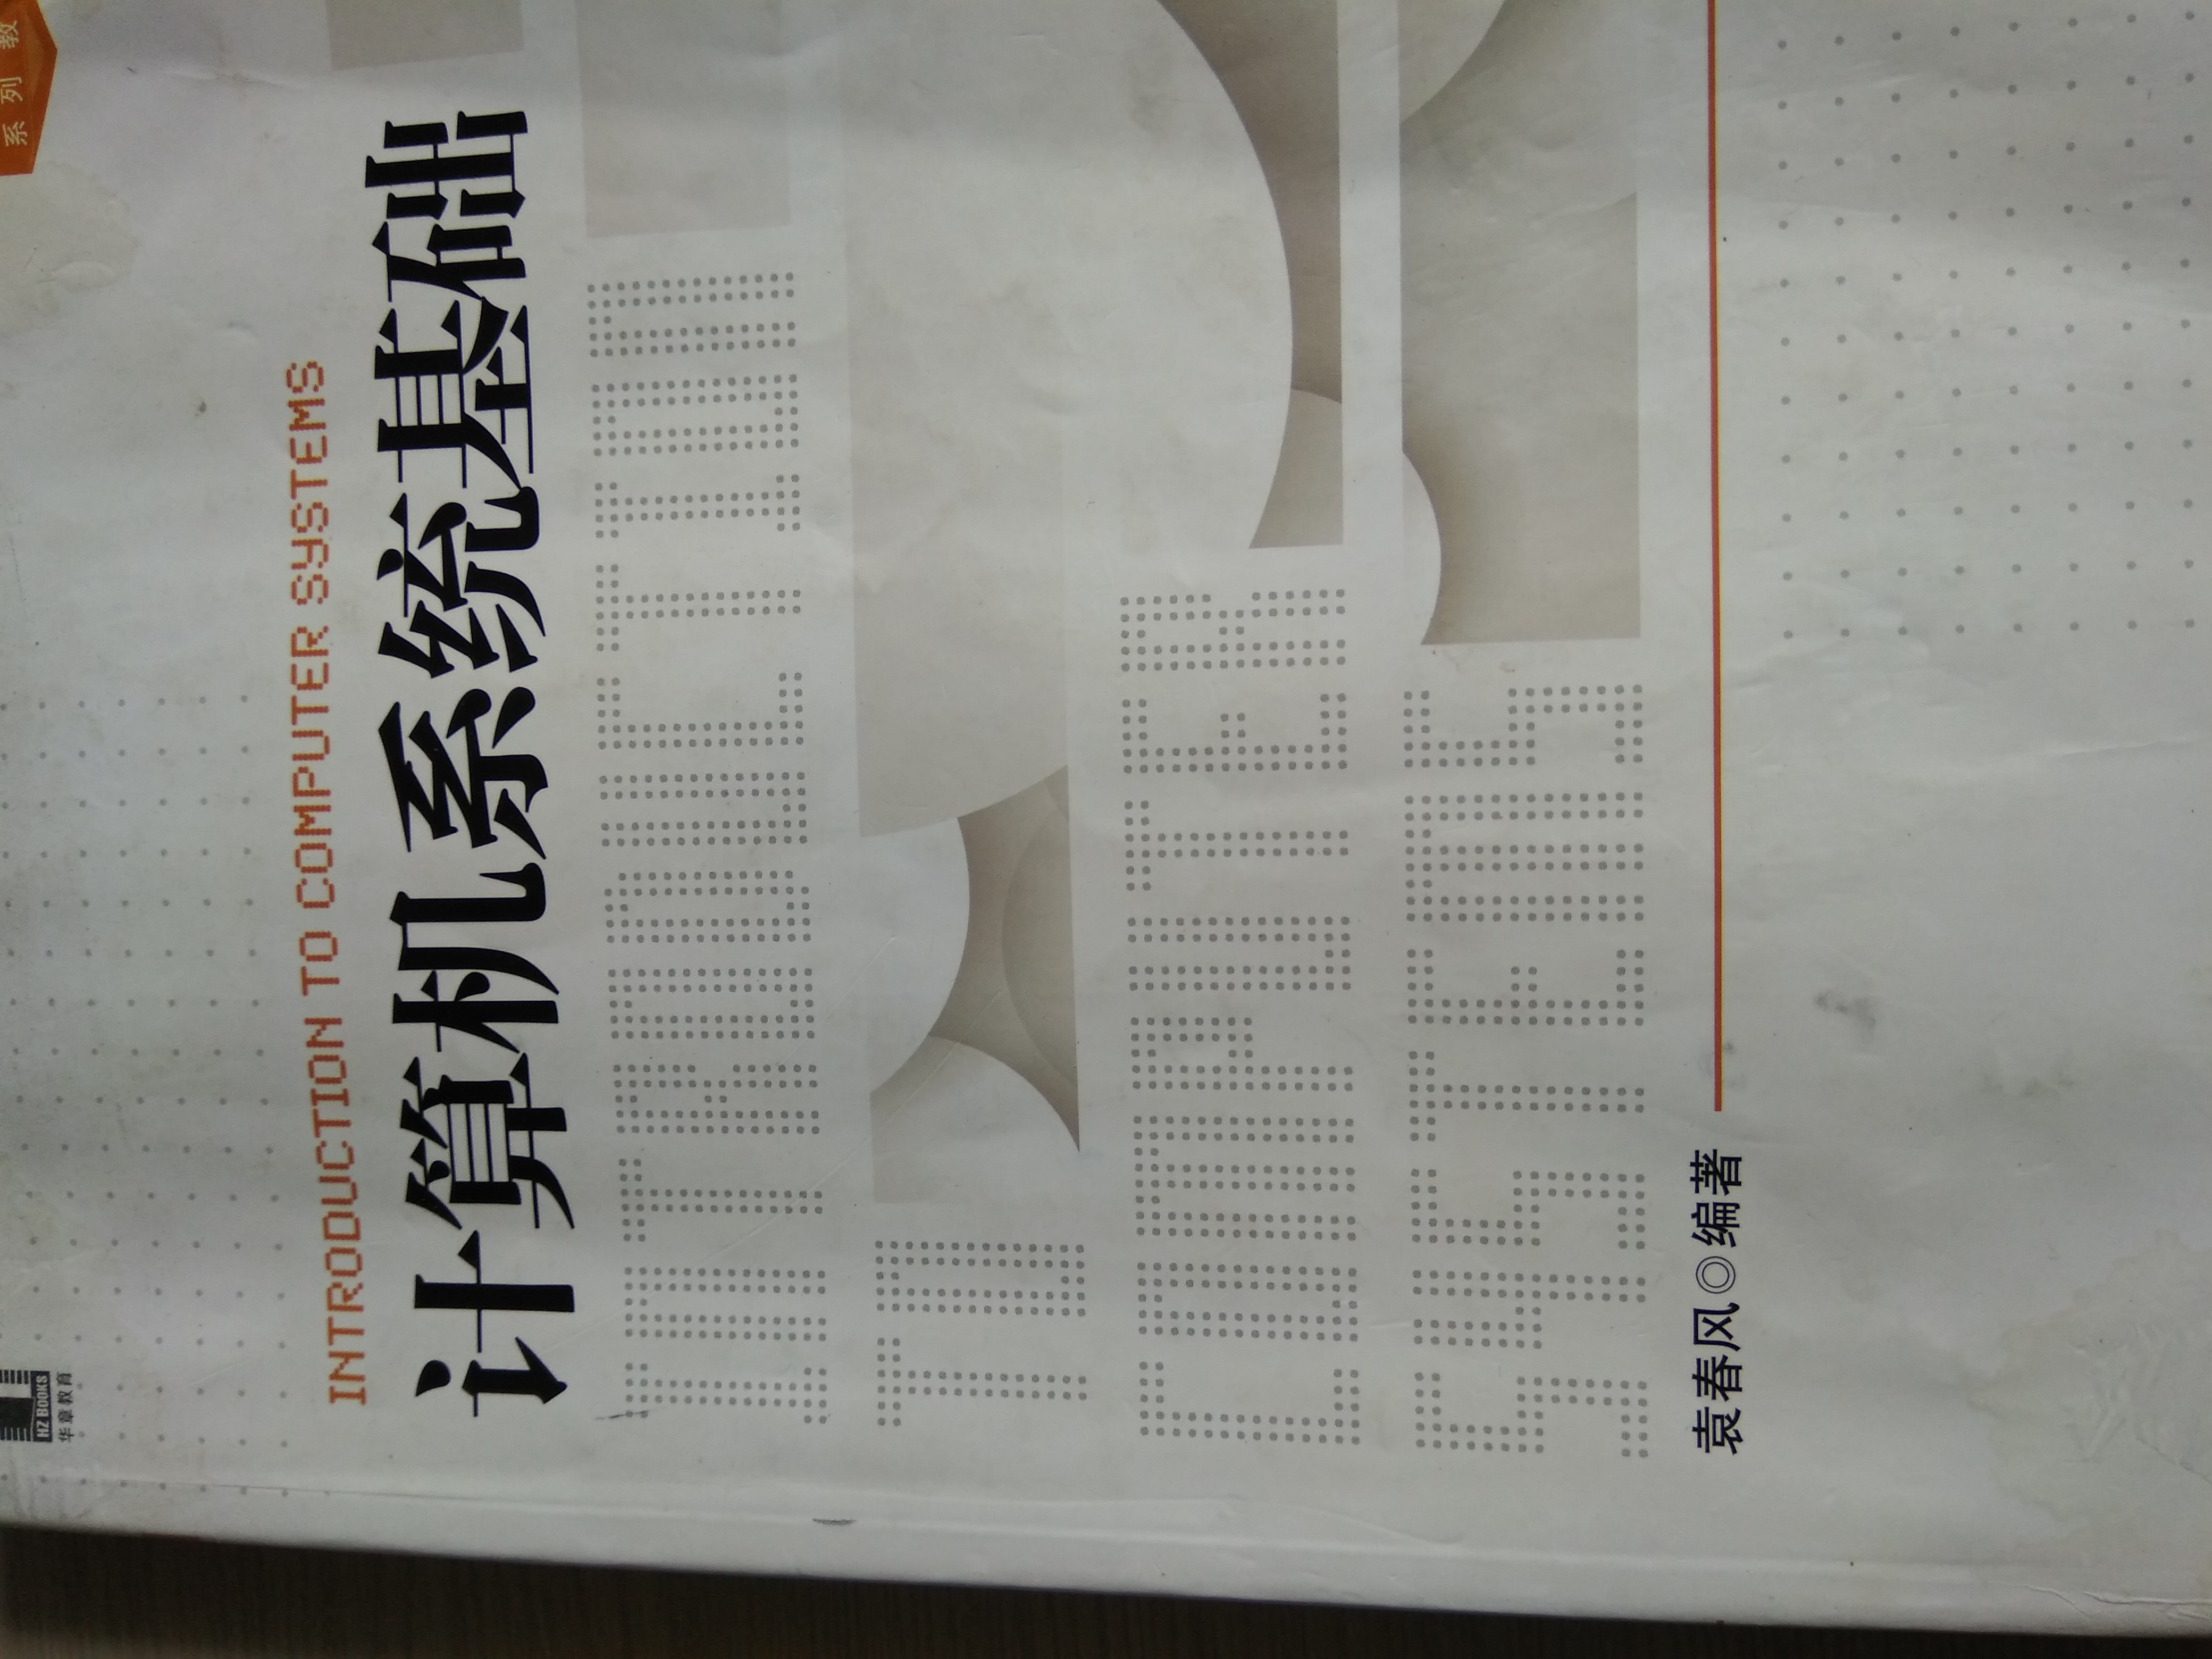 系列教
HZ BOOKS
华章教育
INTRODUCTION TO COMPUTER SYSTEMS
计算机系统基础
INTRODUCTION
TO
COMPUTER
SYSTEMS
袁春风◎编著